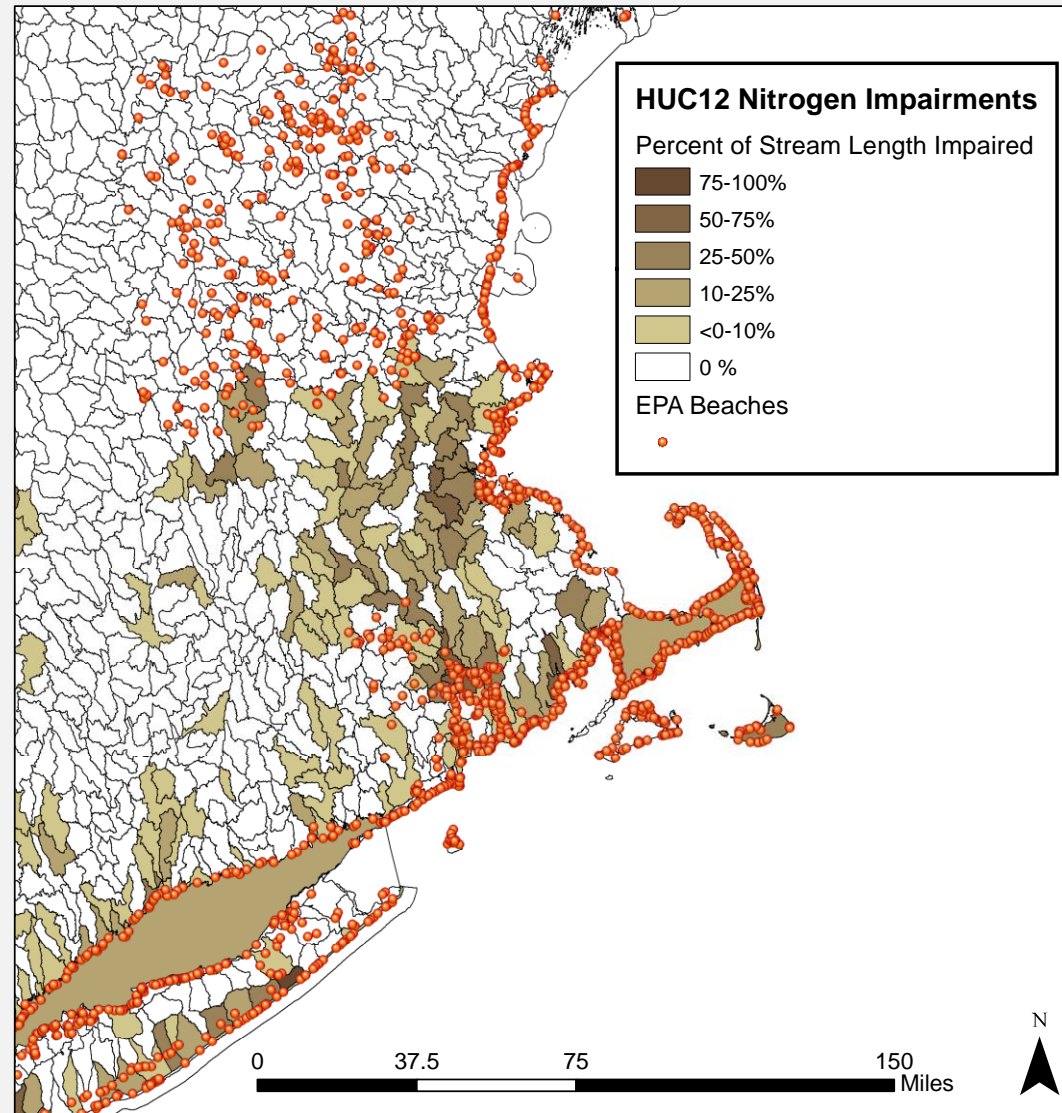 HUC12 Nitrogen Impairments
Percent of Stream Length Impaired
75-100%
50-75%
25-50%
10-25%
<0-10%
0 %
EPA Beaches
N
0 37.5 75 150
Miles